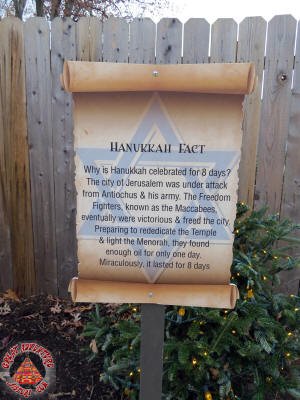 Hanukkah Fact
Why is Hanukkah celebrated for 8 days?
The city of Jerusalem was under attack
from Antiochus & his army. The Freedom
Fighters, known as the Maccabees,
eventually were victorious & freed the city.
Preparing to rededicate the Temple
& light the Menorah, they found
enough oil for only one day.
Miraculously, it lasted for 8 days